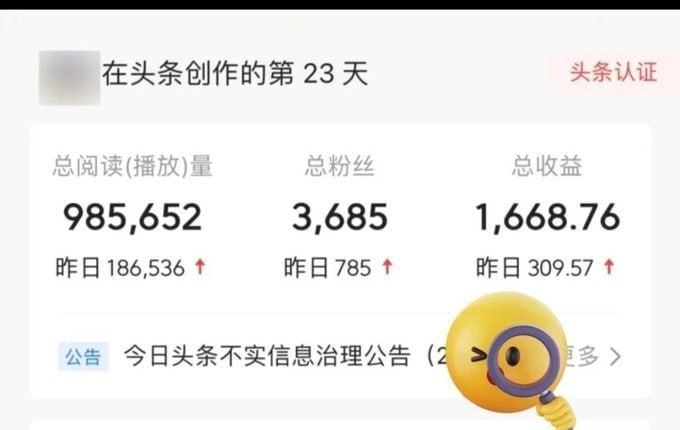 在头条创作的第 23 天
头条认证
总阅读(播放)量 总粉丝 总收益
985,652 3,685 1,668.76
昨日 186,536 ↑ 昨日 785 ↑ 昨日 309.57 ↑
公告 今日头条不实信息治理公告（2 更多 >